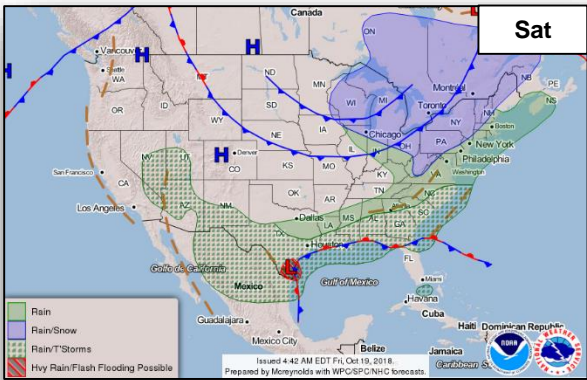 Sat
Canada
H
Vancouver
H
H
Seattle
WA
MT
ND
MN
ON
WI
MI
Montréal
NB
PE
NS
Toronto
OR
ID
WY
SD
NY
Boston
IA
Chicago
PA
New York
Philadelphia
NE
IL
OH
Washington
NV
UT
H
Denver
CO
KS
MO
KY
VA
San Francisco
CA
OK
AR
TN
NC
Los Angeles
AZ
NM
Dallas
MS
AL
Atlanta
SC
GA
TX
LA
Houston
FL
Golfo de California
L
Gulf of Mexico
Miami
Mexico
Havana
Cuba
Guadalajara
Mexico City
Haiti
Dominican Republic
Belize
Jamaica
Caribbean S
Rain
Rain/Snow
Rain/T'Storms
Hvy Rain/Flash Flooding Possible
Issued 4:42 AM EDT Fri, Oct 19, 2018.
Prepared by Mcreynolds with WPC/SPC/NHC forecasts.
NOAA